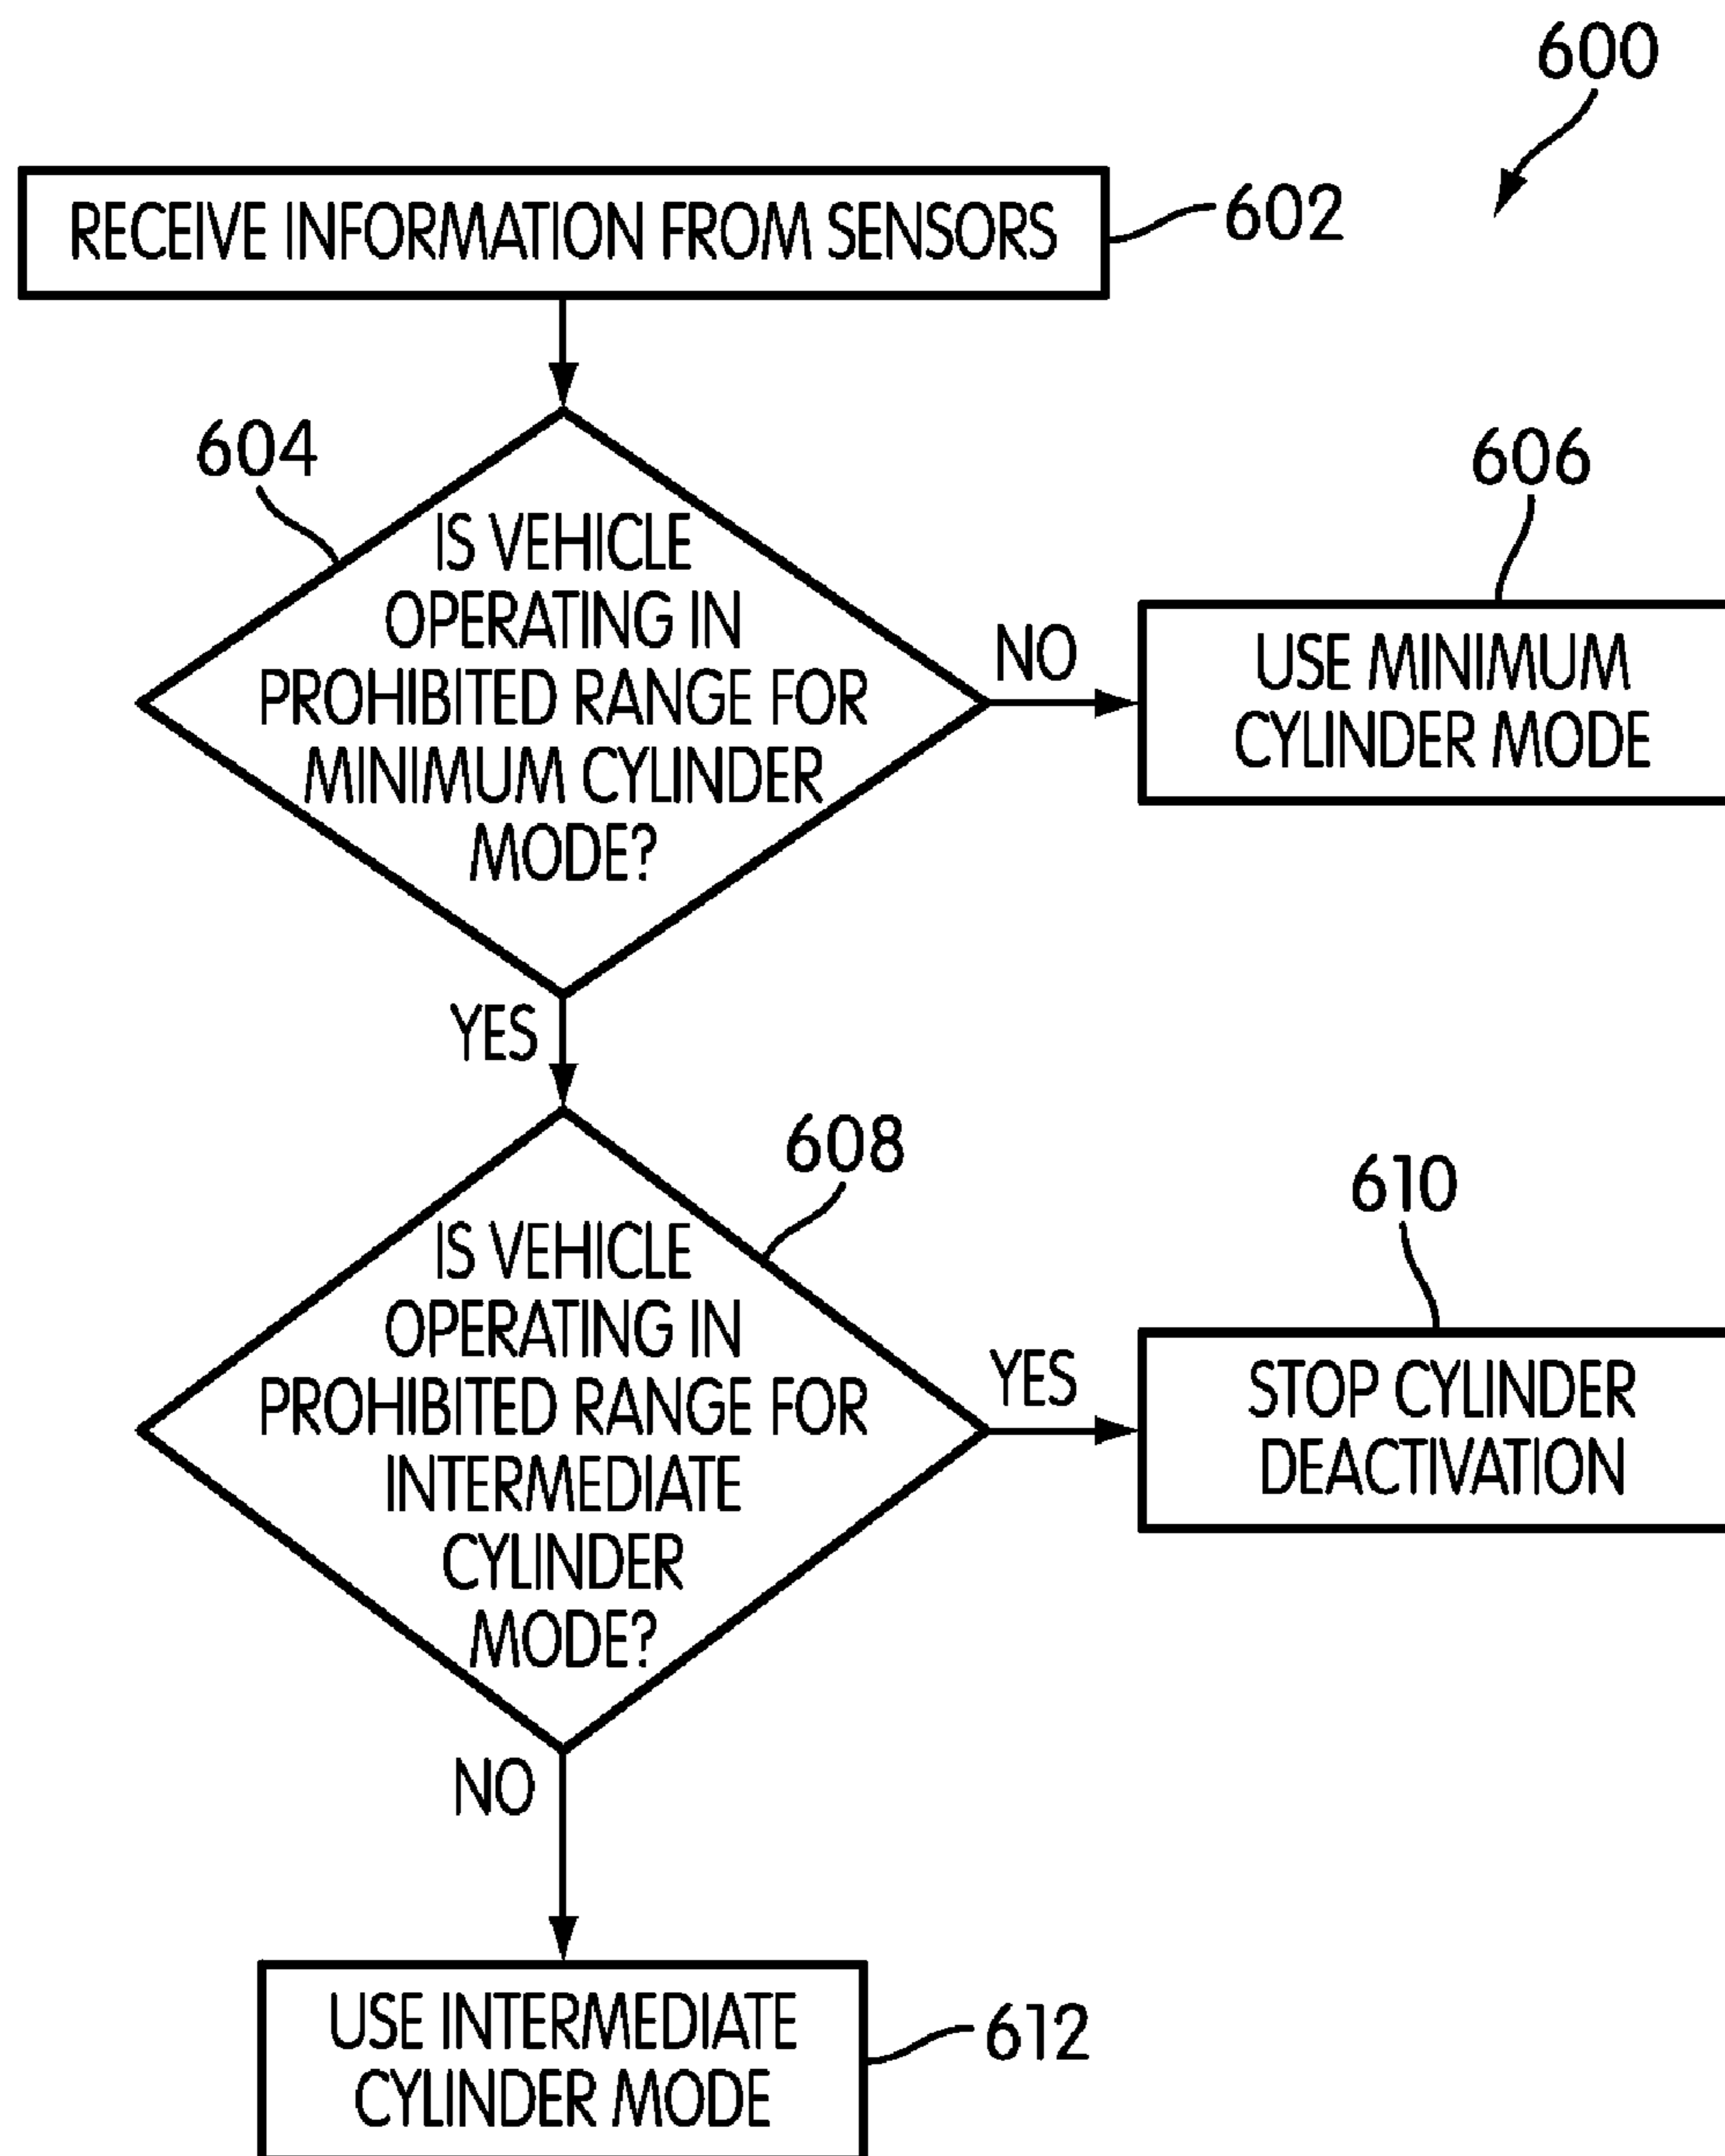 600
RECEIVE INFORMATION FROM SENSORS
602
604
IS VEHICLE
OPERATING IN
PROHIBITED RANGE FOR
MINIMUM CYLINDER
MODE?
NO
606
USE MINIMUM
CYLINDER MODE
YES
608
IS VEHICLE
OPERATING IN
PROHIBITED RANGE FOR
INTERMEDIATE
CYLINDER
MODE?
YES
610
STOP CYLINDER
DEACTIVATION
NO
USE INTERMEDIATE
CYLINDER MODE
612